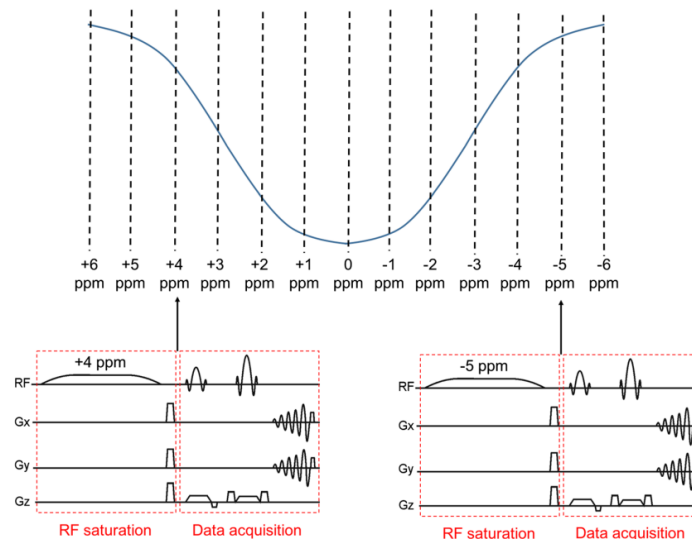 +6 +5 +4 +3 +2 +1 0 -1 -2 -3 -4 -5 -6
ppm ppm ppm ppm ppm ppm ppm ppm ppm ppm ppm ppm ppm
+4 ppm
RF
Gx
Gy
Gz
RF saturation Data acquisition
-5 ppm
RF
Gx
Gy
Gz
RF saturation Data acquisition